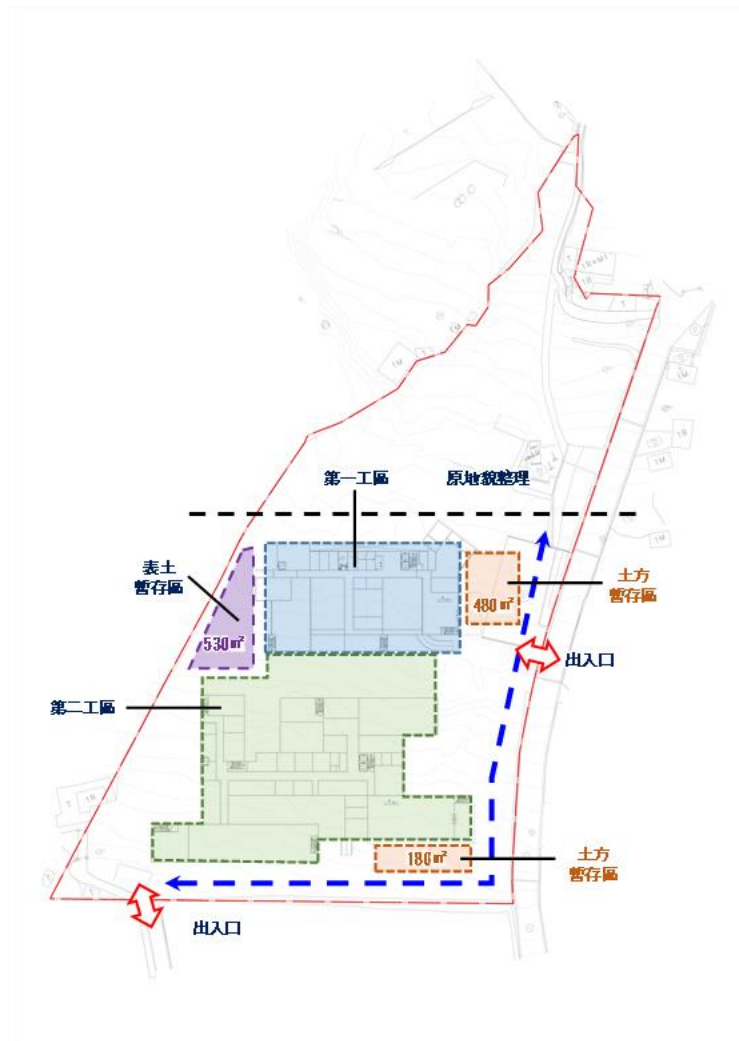 第一工區
原地貌整理
表土
暫存區
土方
暫存區
480㎡
530㎡
出入口
第二工區
180㎡
土方
暫存區
出入口